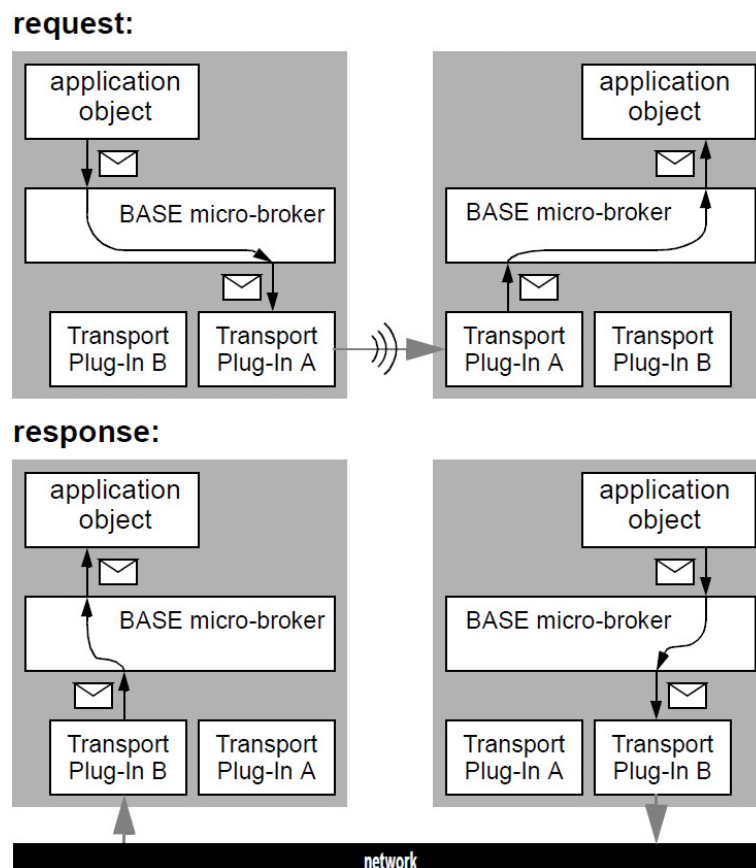 request:
application
object
application
object
BASE micro-broker
BASE micro-broker
Transport
Plug-In B
Transport
Plug-In A
Transport
Plug-In A
Transport
Plug-In B
response:
application
object
application
object
BASE micro-broker
BASE micro-broker
Transport
Plug-In B
Transport
Plug-In A
Transport
Plug-In A
Transport
Plug-In B
network